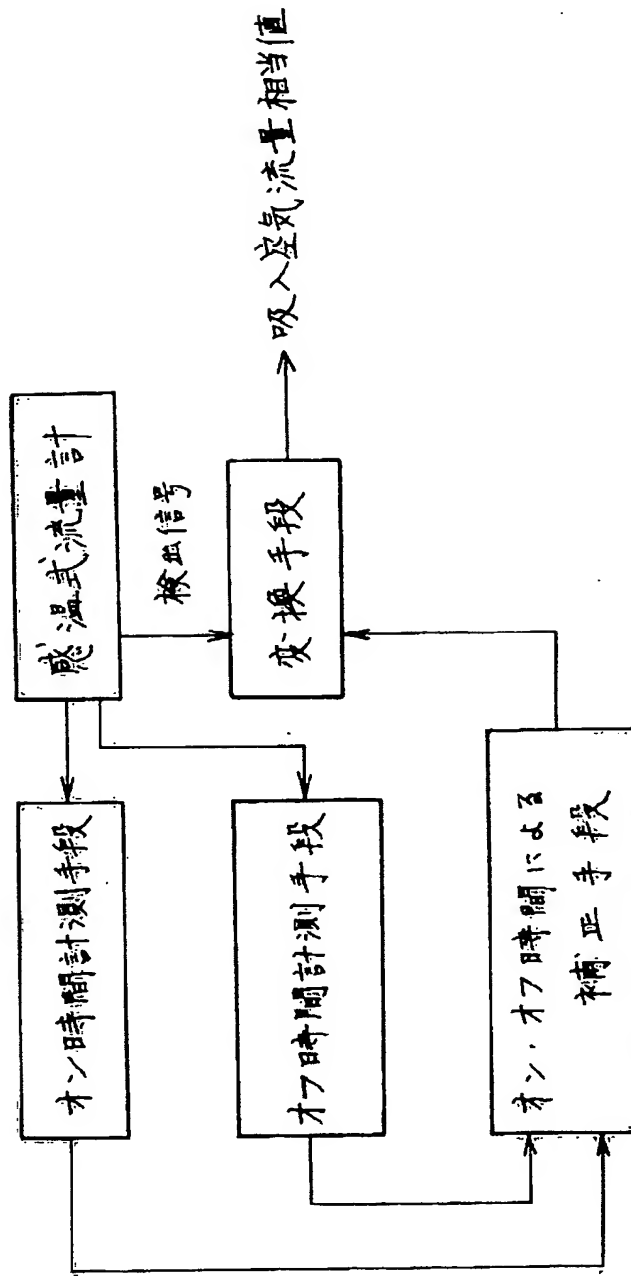 感温式流量計
オン時間計測手段
検出信号
オフ時間計測手段
変換手段
吸入空気流量相当値
オン・オフ時間による
補正手段